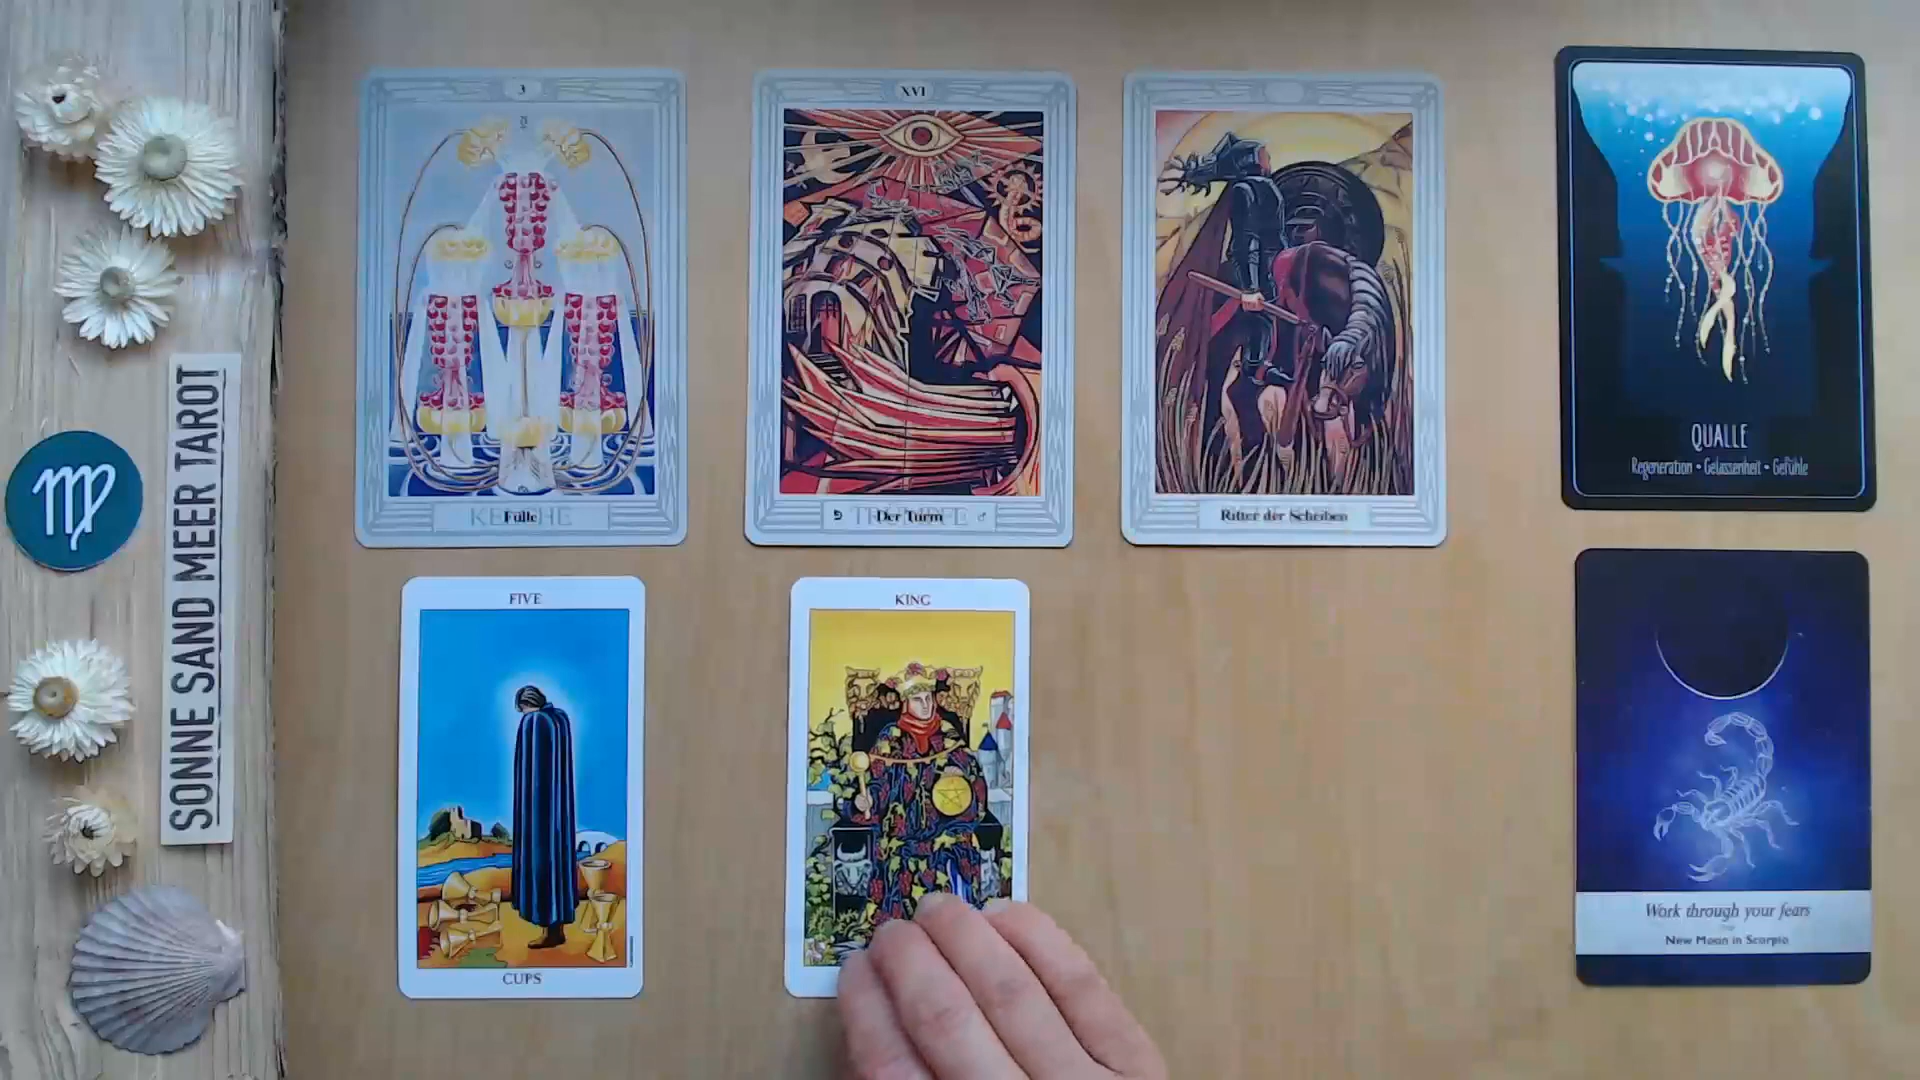 SONNE SAND MEER TAROT
3
Fülle
XVI
Der Turm
Ritter der Scheiben
QUALLE
Regeneration • Gelassenheit • Gefühle
FIVE
CUPS
KING
Work through your fears
New Moon in Scorpio